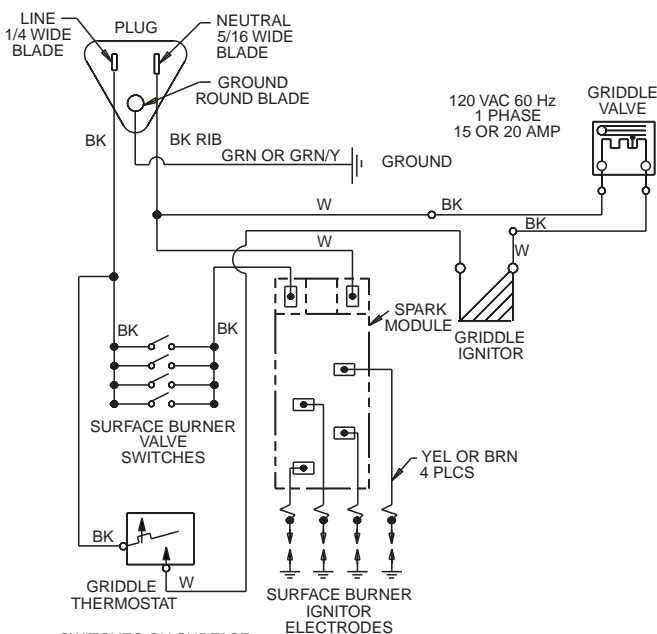 LINE
1/4 WIDE
BLADE
PLUG
NEUTRAL
5/16 WIDE
BLADE
GROUND
ROUND BLADE
BK
BK RIB
GRN OR GRN/Y
GROUND
120 VAC 60 Hz
1 PHASE
15 OR 20 AMP
GRIDDLE
VALVE
W
BK
BK
W
W
BK
BK
SPARK
MODULE
GRIDDLE
IGNITOR
SURFACE BURNER
VALVE
SWITCHES
YEL OR BRN
4 PLCS
BK
W
GRIDDLE
THERMOSTAT
SURFACE BURNER
IGNITOR
ELECTRODES
SWITCHES ON SURFACE